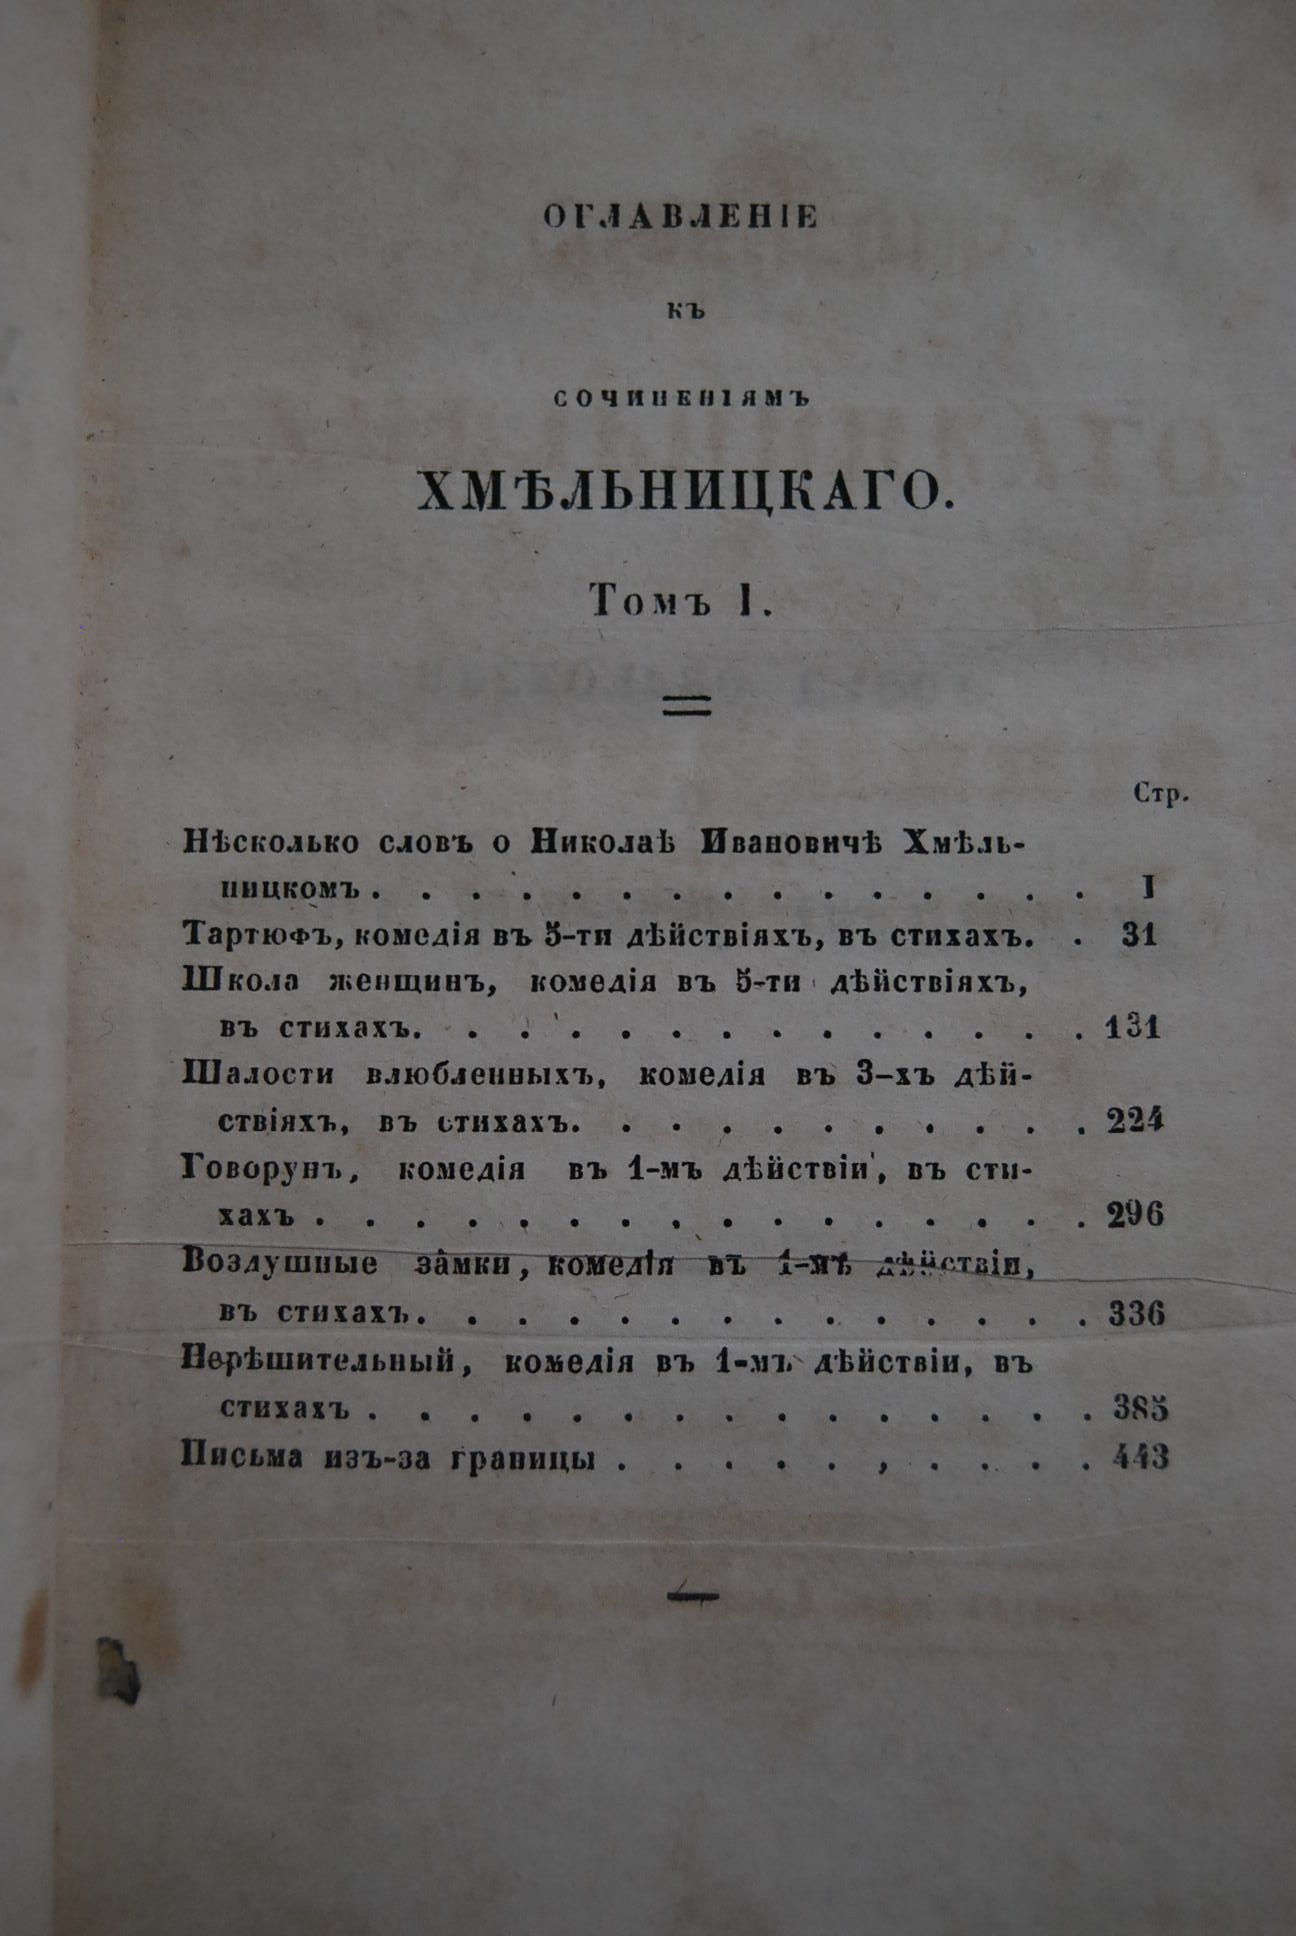 ОГЛАВЛЕНІЕ
КЪ
СОЧИНЕНІЯМЪ
ХМѢЛЬНИЦКАГО.
Томъ I.
Стр.
Нѣсколько словъ о Николаѣ Ивановичѣ Хмѣль-
ницкомъ . . . . . . . . . . . . . . . I
Тартюфъ, комедія въ 5-ти дѣйствіяхъ, въ стихахъ. . 31
Школа женщинъ, комедія въ 5-ти дѣйствіяхъ,
въ стихахъ. . . . . . . . . . . . . . 131
Шалости влюбленныхъ, комедія въ 3-хъ дѣй-
ствіяхъ, въ стихахъ. . . . . . . . . . . 224
Говорунъ, комедія въ 1-мъ дѣйствіи, въ сти-
хахъ . . . . . . . . . . . . . . . . 296
Воздушные замки, комедія въ 1-мъ дѣйствіи,
въ стихахъ. . . . . . . . . . . . . . 336
Нерѣшительный, комедія въ 1-мъ дѣйствіи, въ
стихахъ . . . . . . . . . . . . . . . 385
Письма изъ-за границы . . . . . , . . . . 443